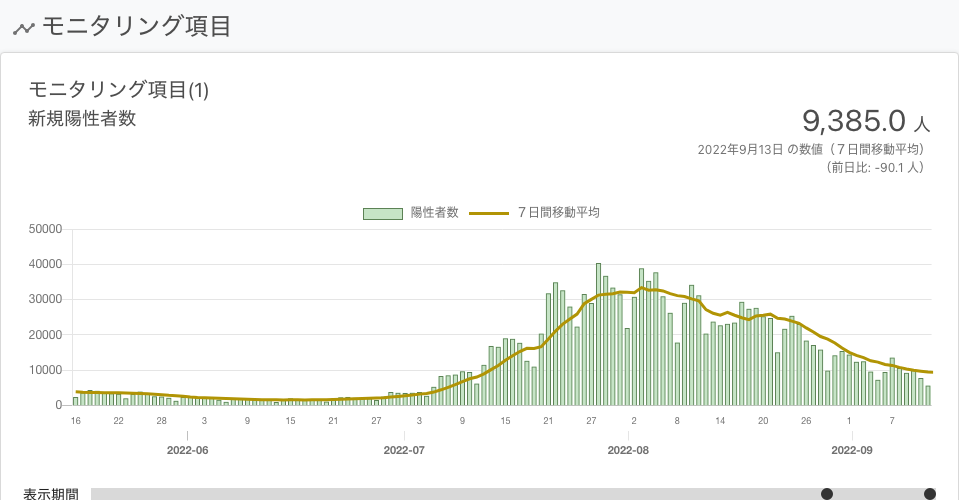 モニタリング項目
モニタリング項目(1)
新規陽性者数
9,385.0 人
2022年9月13日 の数値（７日間移動平均）
（前日比: -90.1 人）
陽性者数 ７日間移動平均
50000
40000
30000
20000
10000
0
16 22 28 3 9 15 21 27 3 9 15 21 27 2 8 14 20 26 1 7
2022-06 2022-07 2022-08 2022-09
表示期間